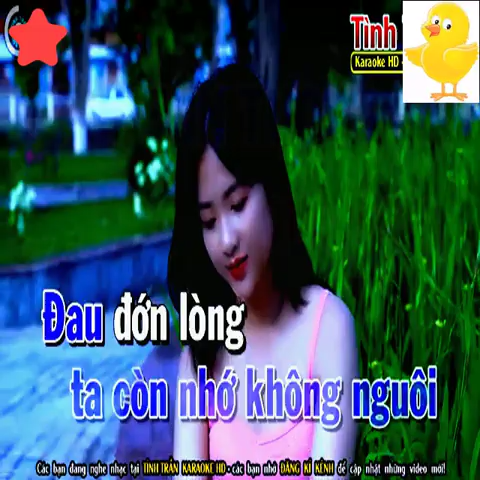 Tình
Karaoke HD
Đau đớn lòng
ta còn nhớ không nguôi
Các bạn đang nghe nhạc tại TÌNH TRẦN KARAOKE HD - các bạn nhớ ĐĂNG KÍ KÊNH để cập nhật những video mới!